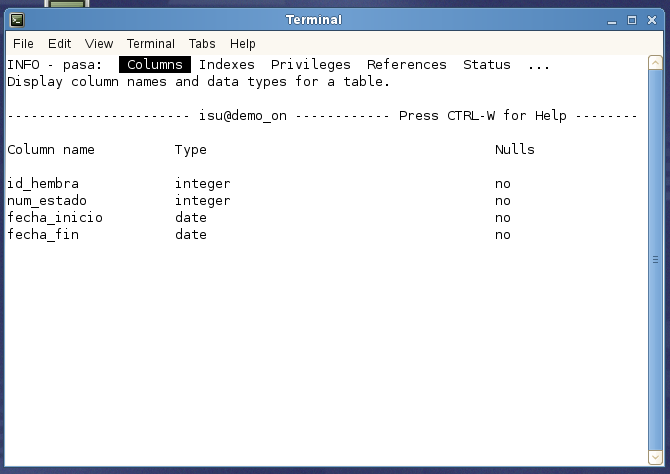 Terminal
File Edit View Terminal Tabs Help
INFO - pasa: Columns Indexes Privileges References Status ...
Display column names and data types for a table.
----------------------- isu@demo_on ------------ Press CTRL-W for Help --------
Column name Type Nulls
id_hembra integer no
num_estado integer no
fecha_inicio date no
fecha_fin date no